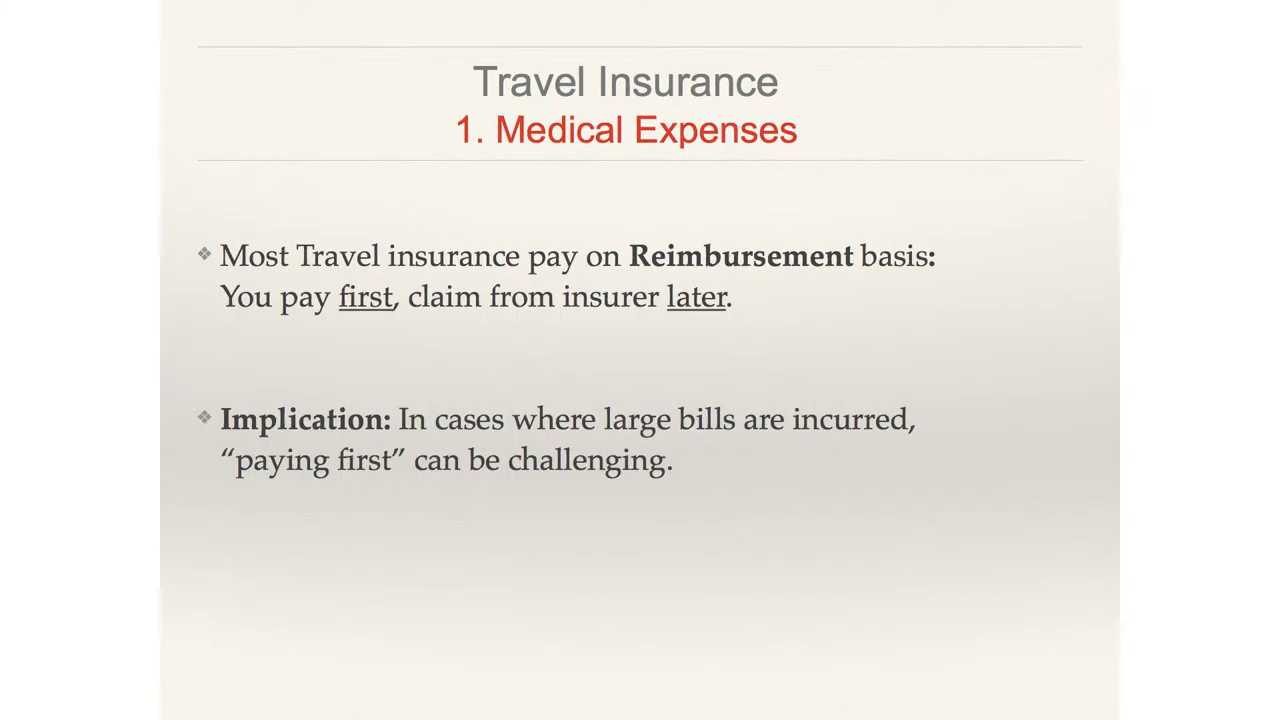 Travel Insurance
1. Medical Expenses
❖ Most Travel insurance pay on Reimbursement basis:
You pay first, claim from insurer later.
❖ Implication: In cases where large bills are incurred,
“paying first” can be challenging.